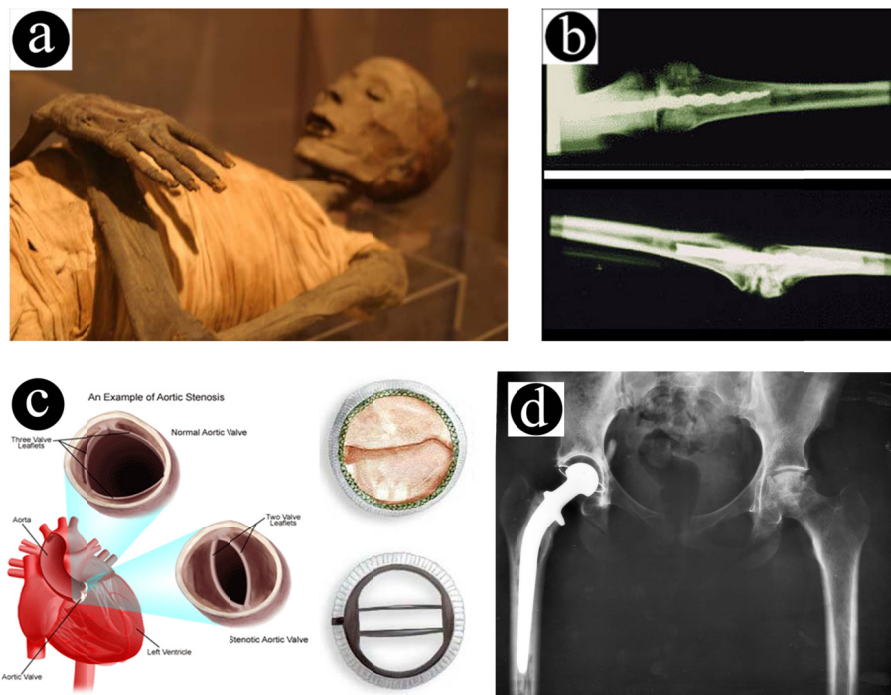 a
b
c
An Example of Aortic Stenosis
Normal Aortic Valve
Three Valve
Leaflets
Two Valve
Leaflets
Aorta
Stenotic Aortic Valve
Left Ventricle
Aortic Valve
d